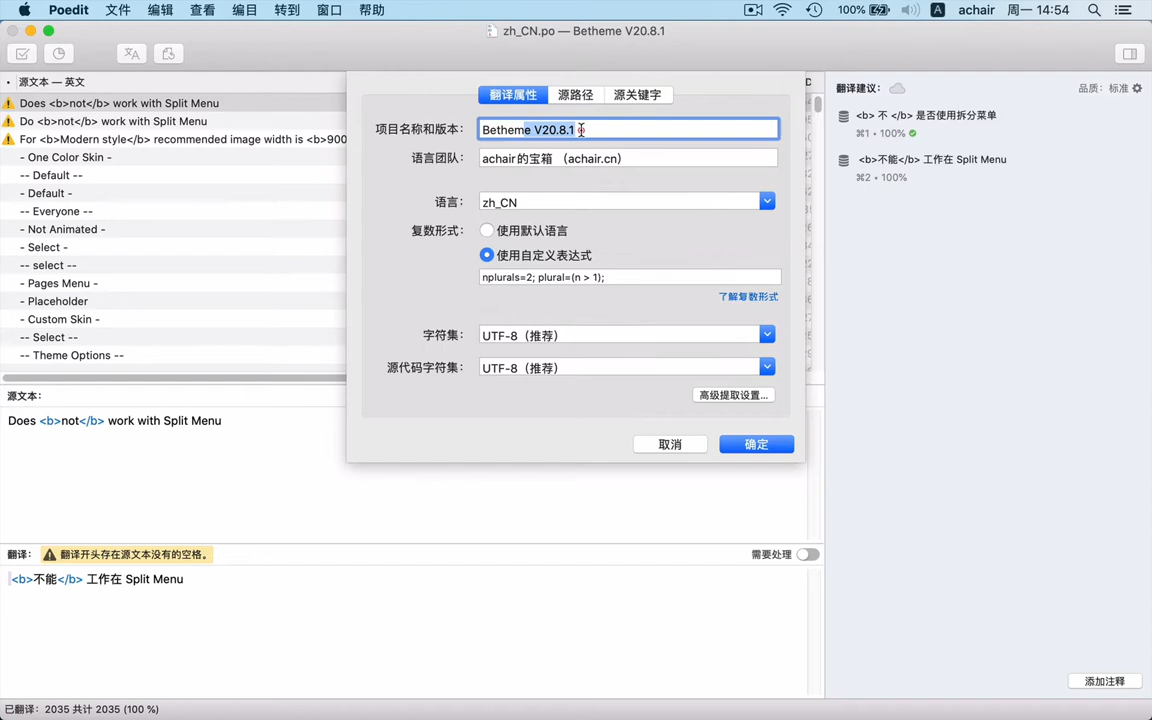 Poedit 文件 编辑 查看 编目 转到 窗口 帮助 100% A achair 周一 14:54
zh_CN.po — Betheme V20.8.1
源文本 — 英文
Does <b>not</b> work with Split Menu
Do <b>not</b> work with Split Menu
For <b>Modern style</b> recommended image width is <b>900
- One Color Skin -
-- Default --
- Default -
-- Everyone --
- Not Animated -
- Select -
-- select --
- Pages Menu -
- Placeholder
- Custom Skin -
-- Select --
-- Theme Options --
源文本:
Does <b>not</b> work with Split Menu
翻译: 翻译开头存在源文本没有的空格。 需要处理
<b>不能</b> 工作在 Split Menu
已翻译: 2035 共计 2035 (100 %)
翻译属性 源路径 源关键字
项目名称和版本: Betheme V20.8.1
语言团队: achair的宝箱 (achair.cn)
语言: zh_CN
复数形式: 使用默认语言
使用自定义表达式
nplurals=2; plural=(n > 1);
了解复数形式
字符集: UTF-8 (推荐)
源代码字符集: UTF-8 (推荐)
高级提取设置...
取消 确定
翻译建议: 品质: 标准
<b> 不 </b> 是否使用拆分菜单
⌘1 • 100%
<b>不能</b> 工作在 Split Menu
⌘2 • 100%
添加注释